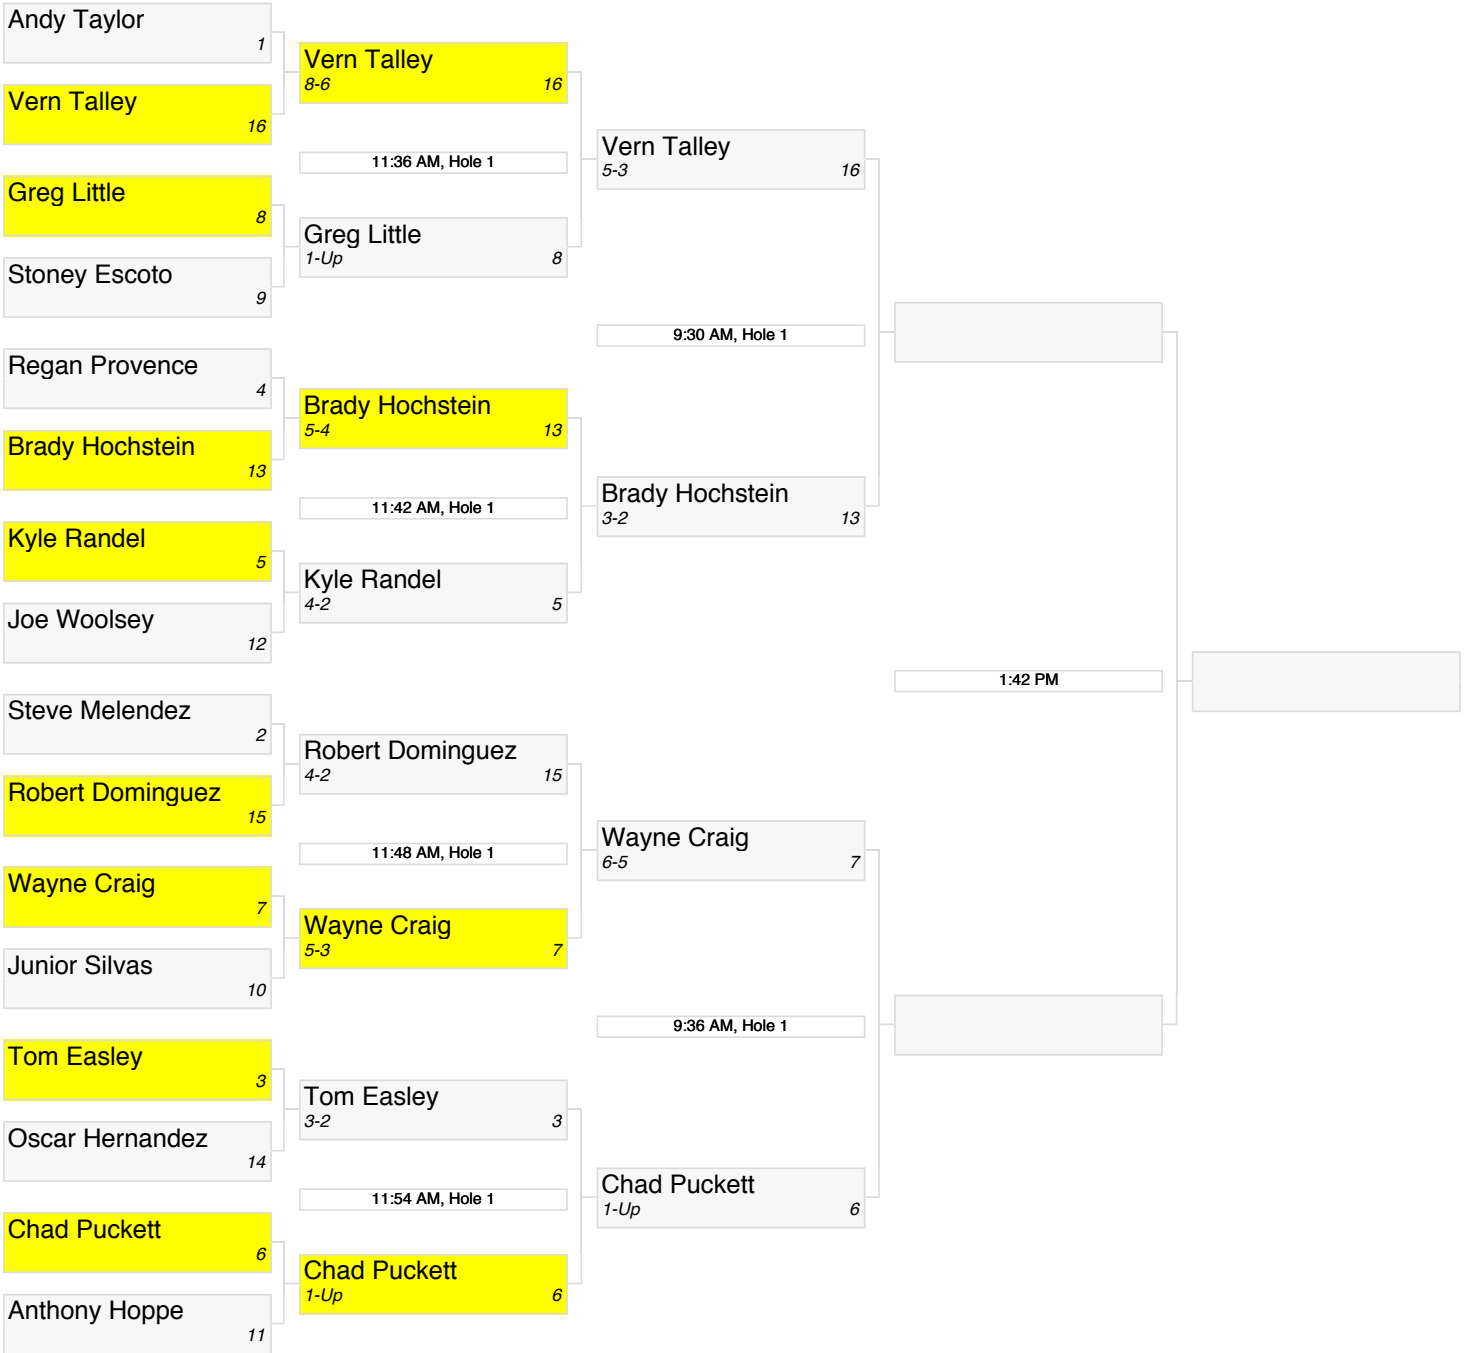 Andy Taylor
1
Vern Talley
16
Greg Little
8
Stoney Escoto
9
Regan Provence
4
Brady Hochstein
13
Kyle Randel
5
Joe Woolsey
12
Steve Melendez
2
Robert Dominguez
15
Wayne Craig
7
Junior Silvas
10
Tom Easley
3
Oscar Hernandez
14
Chad Puckett
6
Anthony Hoppe
11
Vern Talley
8-6 16
11:36 AM, Hole 1
Greg Little
1-Up 8
Brady Hochstein
5-4 13
11:42 AM, Hole 1
Kyle Randel
4-2 5
Robert Dominguez
4-2 15
11:48 AM, Hole 1
Wayne Craig
5-3 7
Tom Easley
3-2 3
11:54 AM, Hole 1
Chad Puckett
1-Up 6
Vern Talley
5-3 16
9:30 AM, Hole 1
Brady Hochstein
3-2 13
Wayne Craig
6-5 7
9:36 AM, Hole 1
Chad Puckett
1-Up 6
1:42 PM